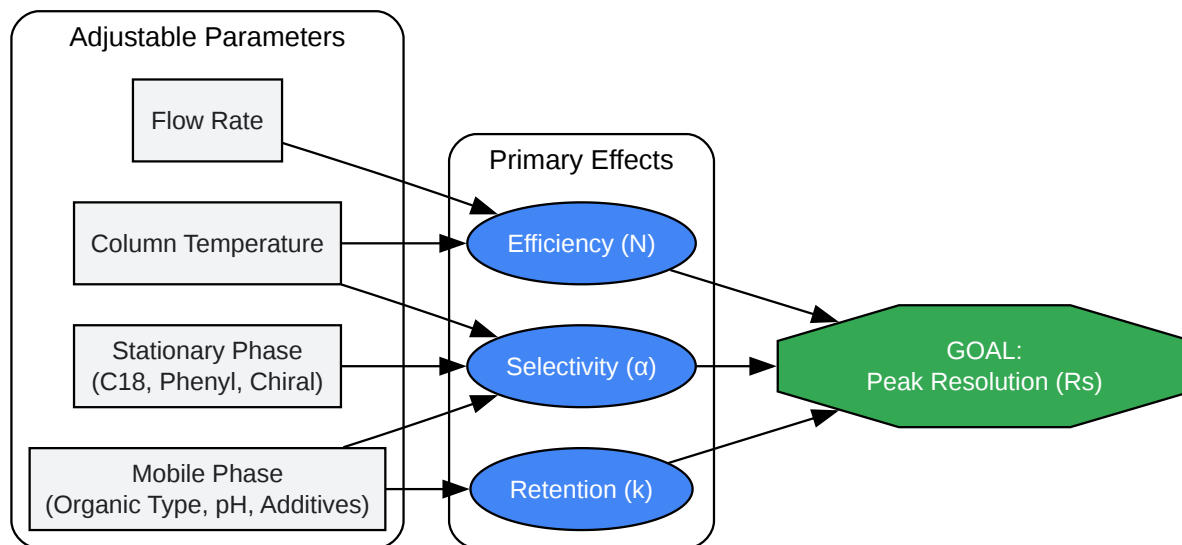 Adjustable Parameters
Flow Rate
Column Temperature
Stationary Phase
(C18, Phenyl, Chiral)
Mobile Phase
(Organic Type, pH, Additives)
Primary Effects
Efficiency (N)
Selectivity (α)
Retention (k)
GOAL:
Peak Resolution (Rs)